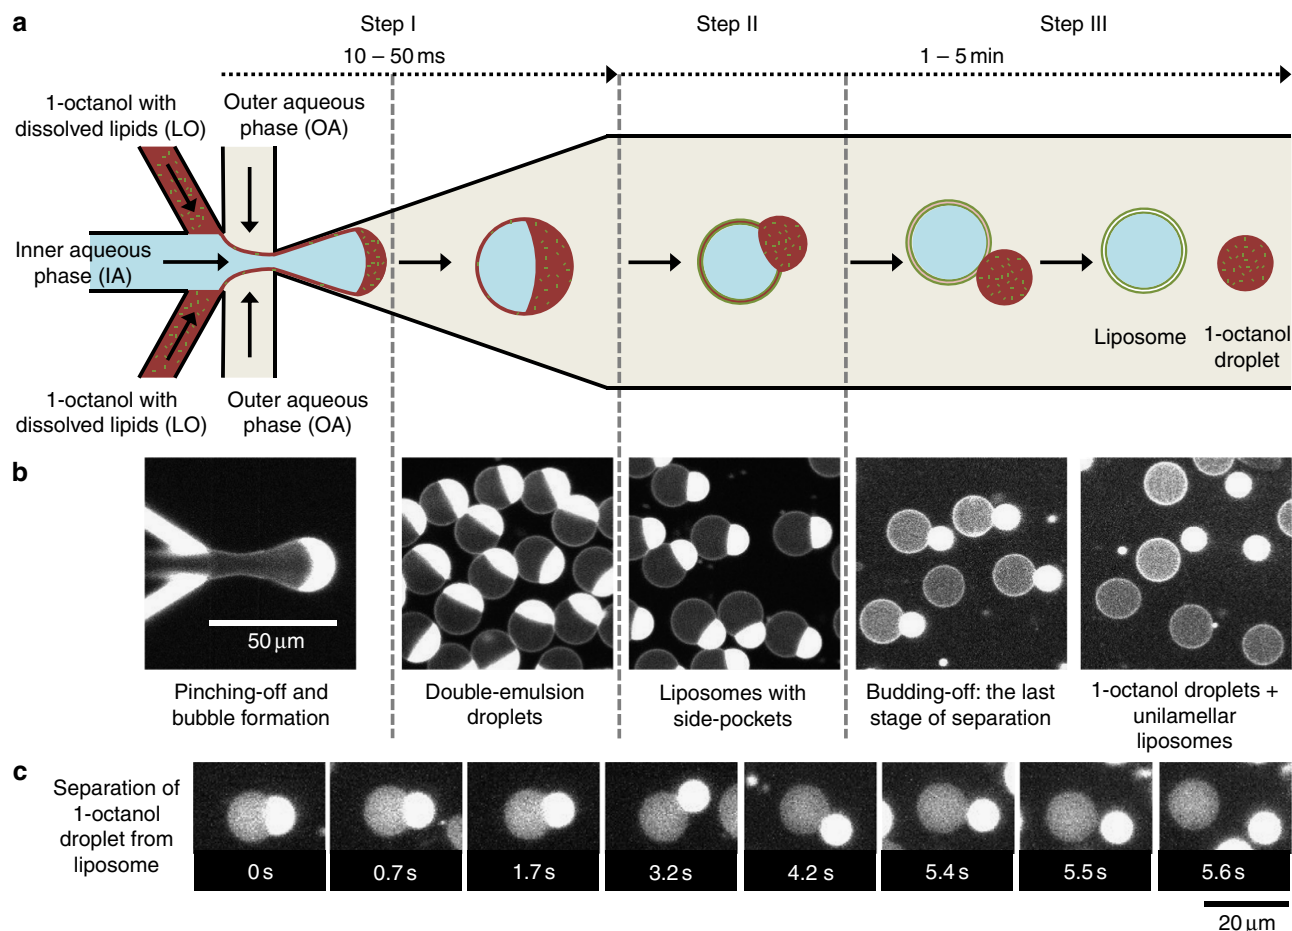 a
Step I
Step II
Step III
10 – 50 ms
1 – 5 min
1-octanol with
dissolved lipids (LO)
Outer aqueous
phase (OA)
Inner aqueous
phase (IA)
Liposome
1-octanol
droplet
1-octanol with
dissolved lipids (LO)
Outer aqueous
phase (OA)
b
50 μm
Pinching-off and
bubble formation
Double-emulsion
droplets
Liposomes with
side-pockets
Budding-off: the last
stage of separation
1-octanol droplets +
unilamellar
liposomes
c
Separation of
1-octanol
droplet from
liposome
0 s
0.7 s
1.7 s
3.2 s
4.2 s
5.4 s
5.5 s
5.6 s
20 μm